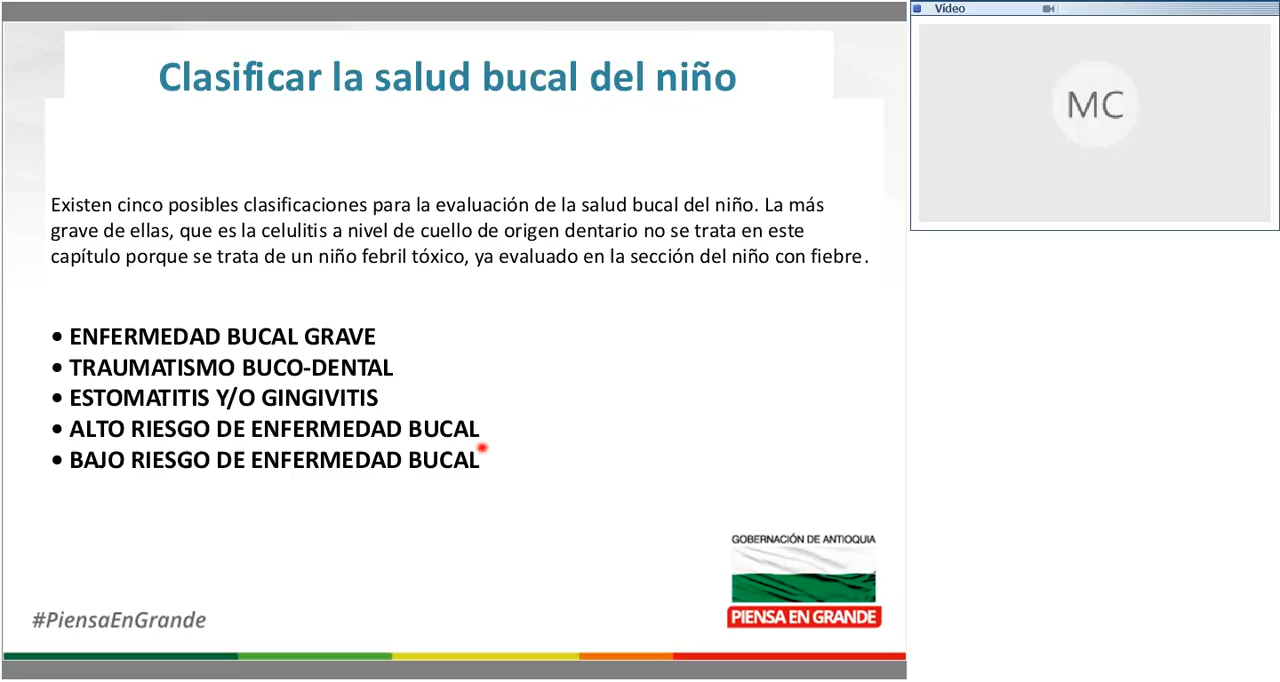 Vídeo
MC
Clasificar la salud bucal del niño
Existen cinco posibles clasificaciones para la evaluación de la salud bucal del niño. La más
grave de ellas, que es la celulitis a nivel de cuello de origen dentario no se trata en este
capítulo porque se trata de un niño febril tóxico, ya evaluado en la sección del niño con fiebre.
• ENFERMEDAD BUCAL GRAVE
• TRAUMATISMO BUCO-DENTAL
• ESTOMATITIS Y/O GINGIVITIS
• ALTO RIESGO DE ENFERMEDAD BUCAL
• BAJO RIESGO DE ENFERMEDAD BUCAL
GOBERNACIÓN DE ANTIOQUIA
PIENSA EN GRANDE
#PiensaEnGrande